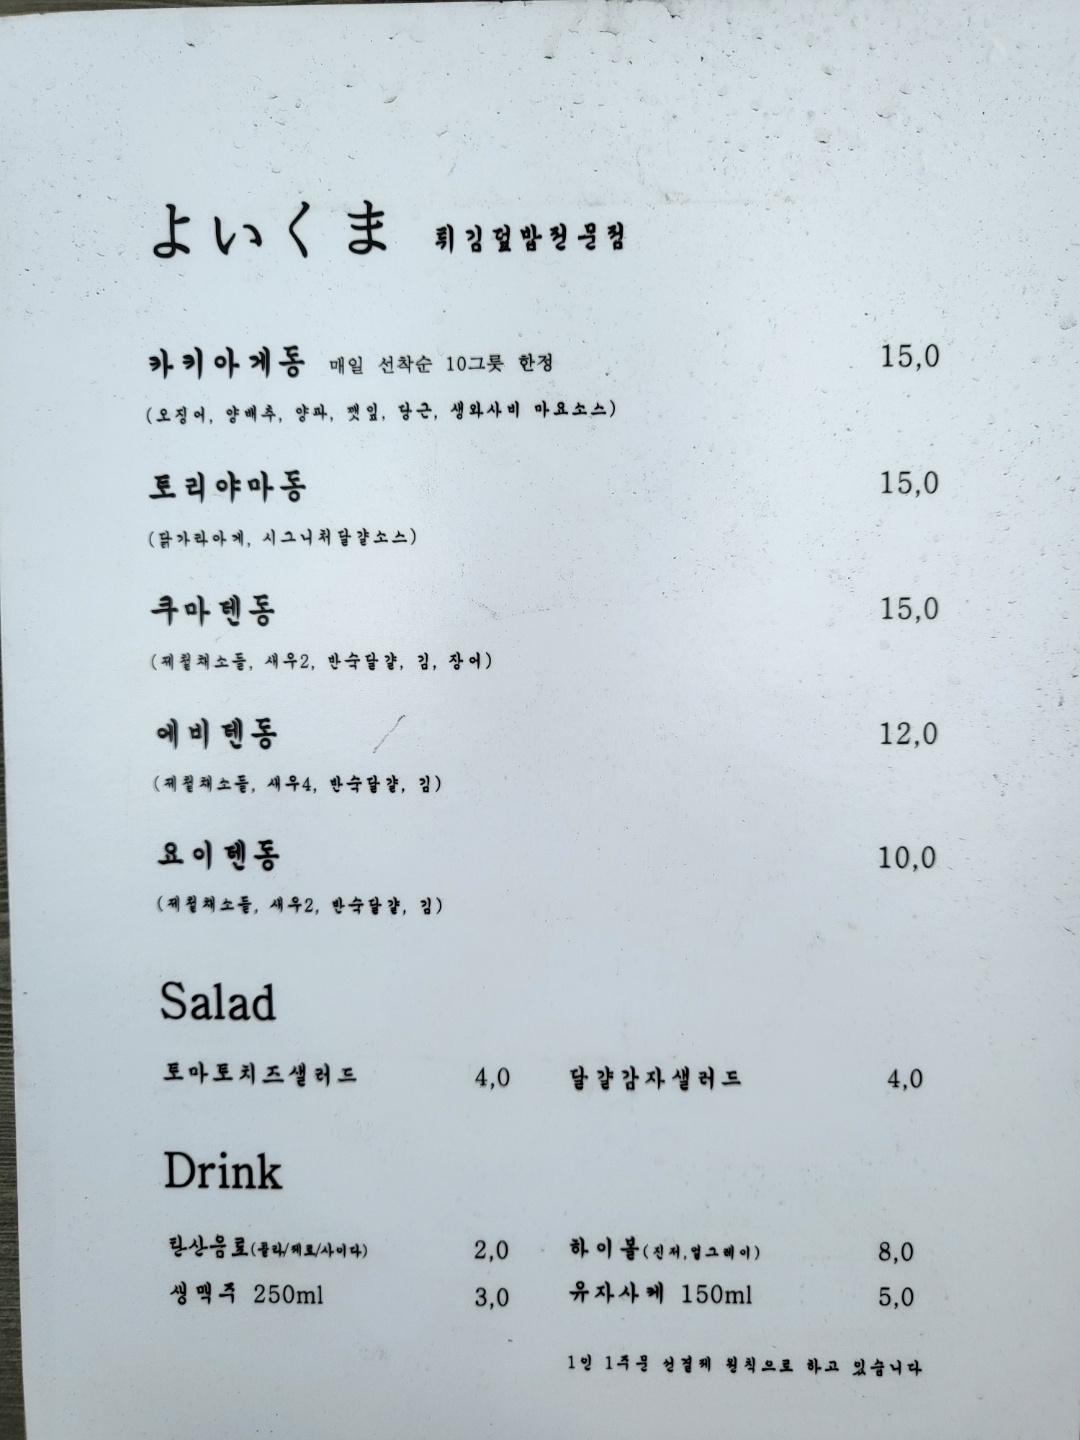 よいくま 튀김덮밥전문점
카키아게동 매일 선착순 10그릇 한정 15,0
(오징어, 양배추, 양파, 깻잎, 당근, 생와사비 마요소스)
토리야마동 15,0
(닭가라아게, 시그니처달걀소스)
쿠마텐동 15,0
(제철채소들, 새우2, 반숙달걀, 김, 장어)
에비텐동 12,0
(제철채소들, 새우4, 반숙달걀, 김)
요이텐동 10,0
(제철채소들, 새우2, 반숙달걀, 김)
Salad
토마토치즈샐러드 4,0 달걀감자샐러드 4,0
Drink
탄산음료(콜라/제로/사이다) 2,0 하이볼(진저,얼그레이) 8,0
생맥주 250ml 3,0 유자사케 150ml 5,0
1인 1주문 선결제 원칙으로 하고 있습니다